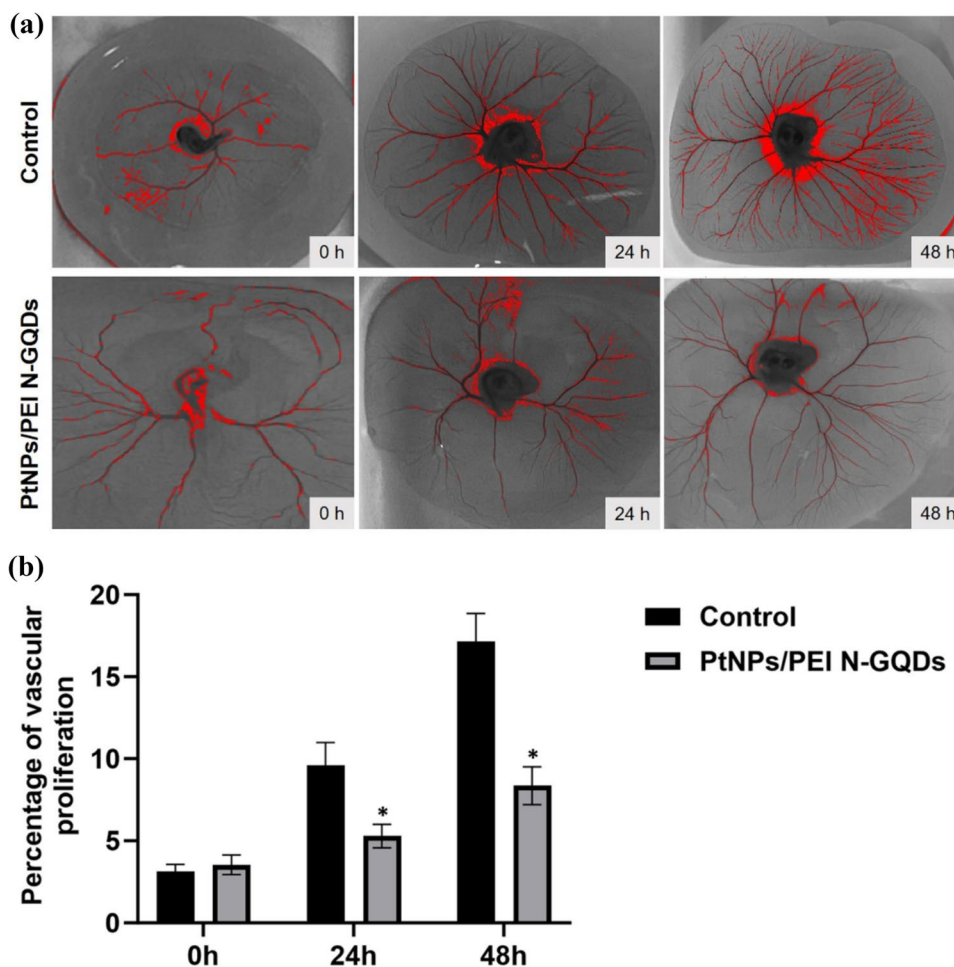 (a)
Control
0 h
24 h
48 h
PtNPs/PEI N-GQDs
0 h
24 h
48 h
(b)
Percentage of vascular
proliferation
20
15
10
5
0
*
*
0h
24h
48h
Control
PtNPs/PEI N-GQDs